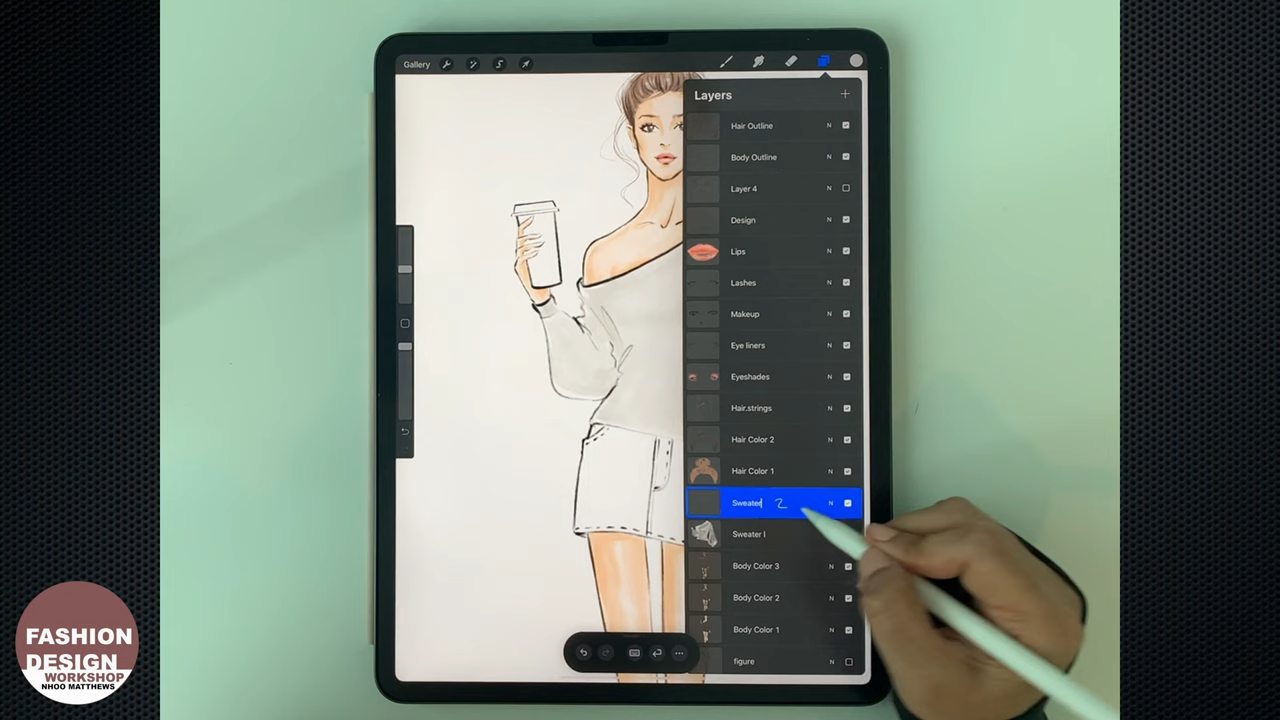 Gallery
Layers
Hair Outline N
Body Outline N
Layer 4 N
Design N
Lips N
Lashes N
Makeup N
Eye liners N
Eyeshades N
Hair.strings N
Hair Color 2 N
Hair Color 1 N
Sweater 2 N
Sweater I
Body Color 3 N
Body Color 2 N
Body Color 1 N
figure N
FASHION
DESIGN
WORKSHOP
NHOO MATTHEWS